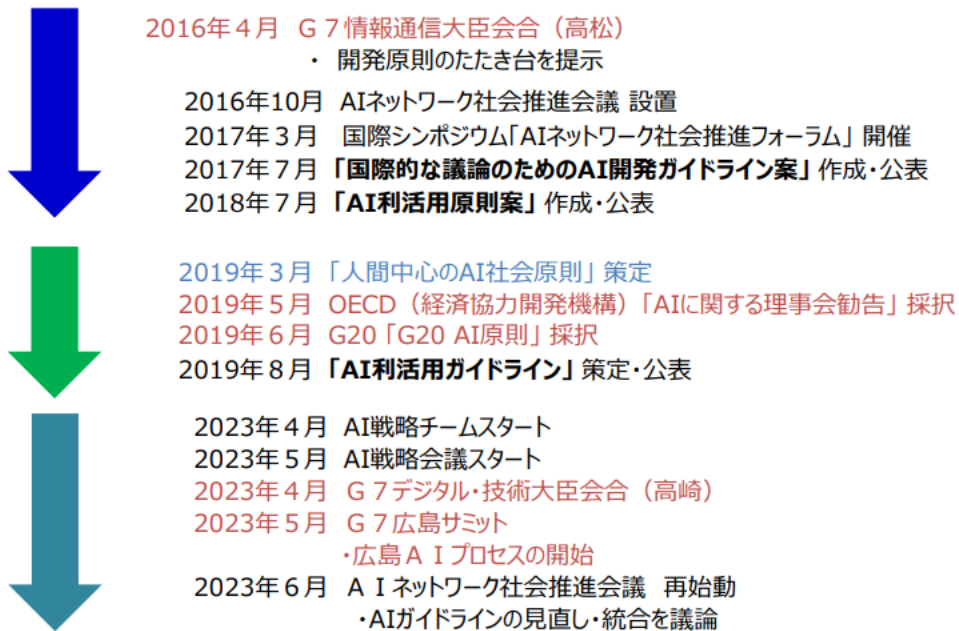 2016年４月　Ｇ７情報通信大臣会合（高松）
・ 開発原則のたたき台を提示
2016年10月　AIネットワーク社会推進会議 設置
2017年３月　国際シンポジウム「AIネットワーク社会推進フォーラム」 開催
2017年７月 「国際的な議論のためのAI開発ガイドライン案」 作成・公表
2018年７月 「AI利活用原則案」 作成・公表
2019年３月 「人間中心のAI社会原則」 策定
2019年５月　OECD（経済協力開発機構）「AIに関する理事会勧告」 採択
2019年６月　G20 「G20 AI原則」 採択
2019年８月 「AI利活用ガイドライン」 策定・公表
2023年４月　AI戦略チームスタート
2023年５月　AI戦略会議スタート
2023年４月　Ｇ７デジタル・技術大臣会合（高崎）
2023年５月　Ｇ７広島サミット
・広島ＡＩプロセスの開始
2023年６月　ＡＩネットワーク社会推進会議　再始動
・AIガイドラインの見直し・統合を議論